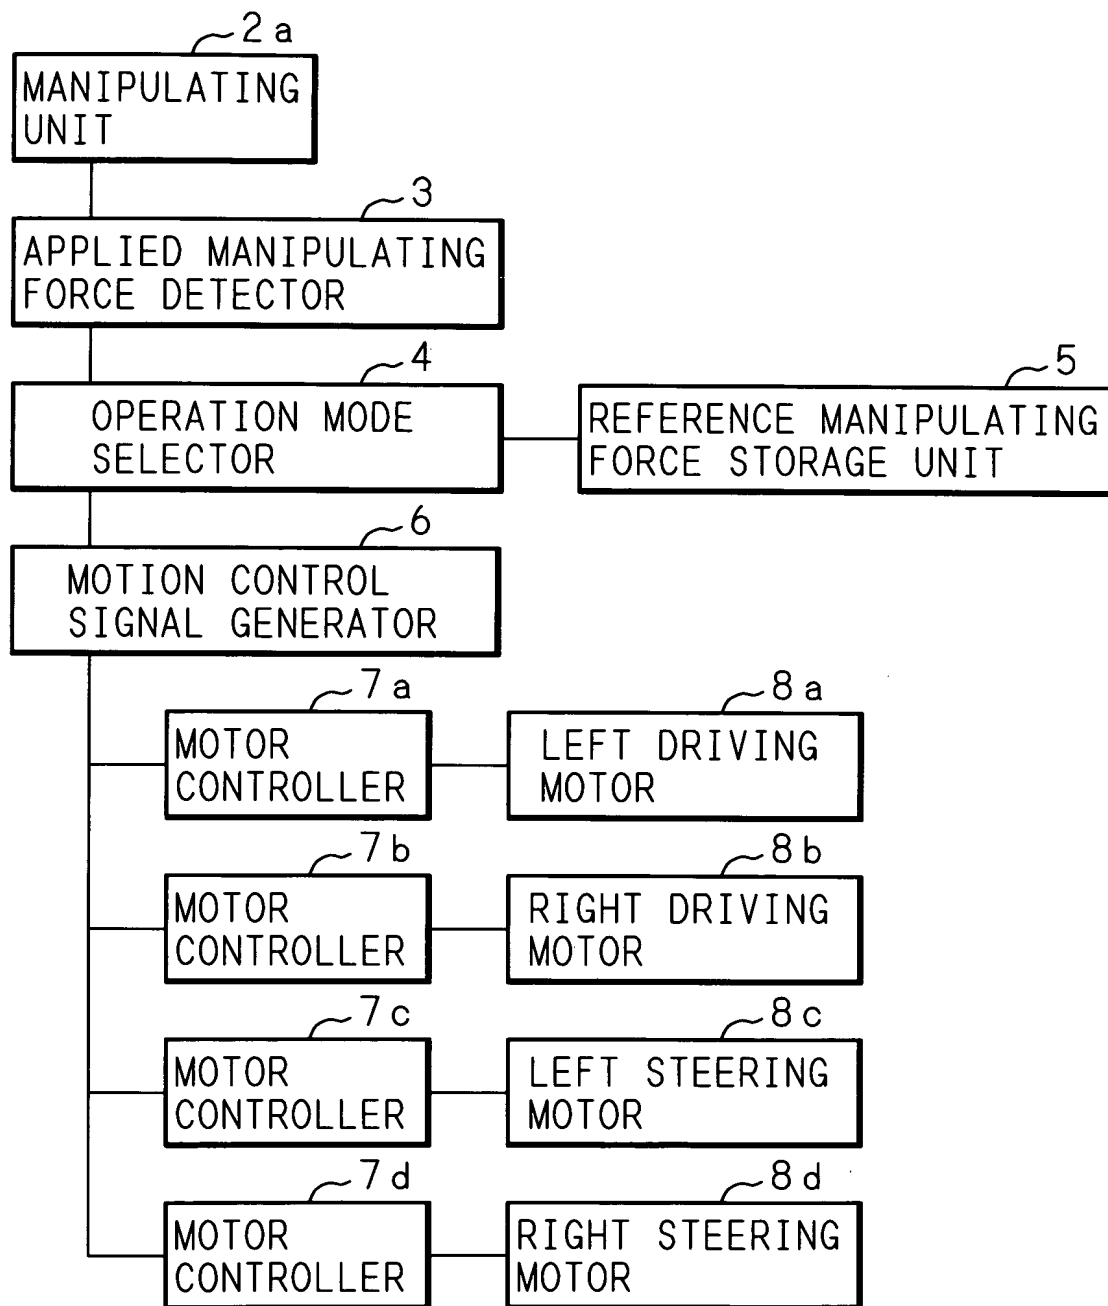 2a
MANIPULATING
UNIT
3
APPLIED MANIPULATING
FORCE DETECTOR
4
OPERATION MODE
SELECTOR
5
REFERENCE MANIPULATING
FORCE STORAGE UNIT
6
MOTION CONTROL
SIGNAL GENERATOR
7a
MOTOR
CONTROLLER
8a
LEFT DRIVING
MOTOR
7b
MOTOR
CONTROLLER
8b
RIGHT DRIVING
MOTOR
7c
MOTOR
CONTROLLER
8c
LEFT STEERING
MOTOR
7d
MOTOR
CONTROLLER
8d
RIGHT STEERING
MOTOR